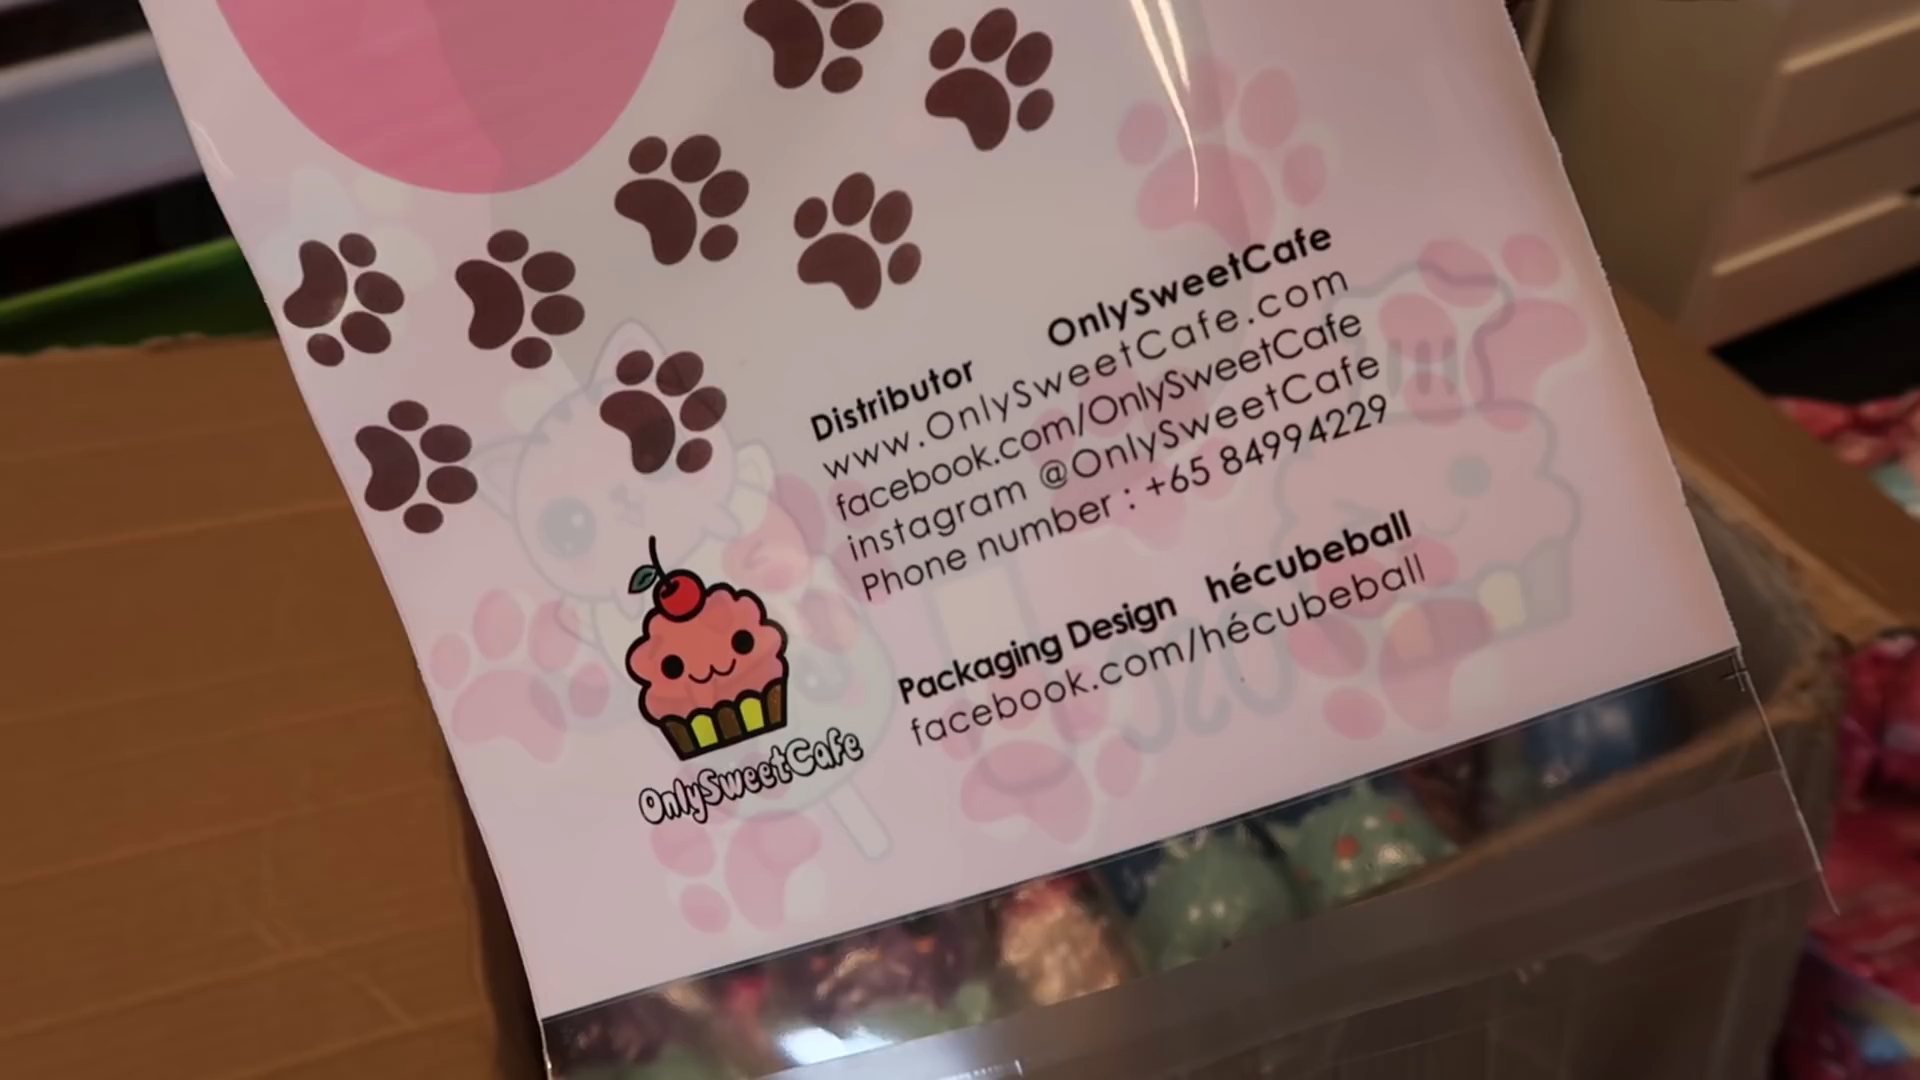 Distributor OnlySweetCafe
www.OnlySweetCafe.com
facebook.com/OnlySweetCafe
instagram @OnlySweetCafe
Phone number : +65 84994229
Packaging Design hécubeball
facebook.com/hécubeball
OnlySweetCafe